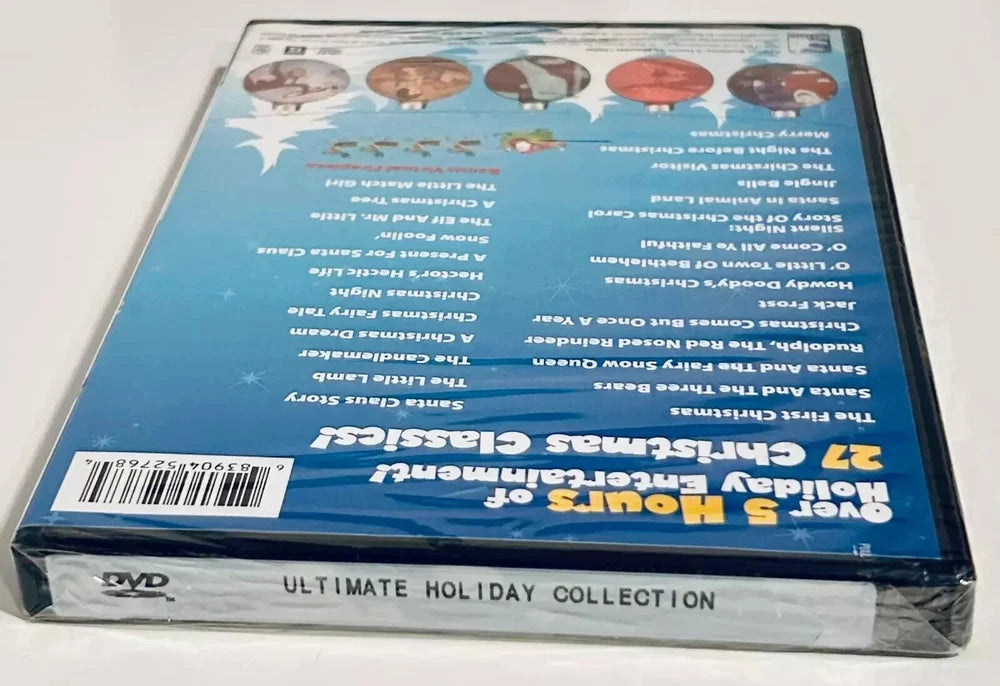 Over 5 Hours of
Holiday Entertainment!
27 Christmas Classics!
The First Christmas
Santa And The Three Bears
Santa And The Fairy Snow Queen
Rudolph, The Red Nosed Reindeer
Christmas Comes But Once A Year
Jack Frost
Howdy Doody's Christmas
O' Little Town Of Bethlehem
O' Come All Ye Faithful
Silent Night:
Story Of the Christmas Carol
Santa In Animal Land
Jingle Bells
The Christmas Visitor
The Night Before Christmas
Merry Christmas
Santa Claus Story
The Little Lamb
The Candlemaker
A Christmas Dream
Christmas Fairy Tale
Christmas Night
Hector's Hectic Life
A Present For Santa Claus
Snow Foolin'
The Elf And Mr. Little
A Christmas Tree
The Little Match Girl
Bonus Virtual Fireplace
6 83904 52768 4
DVD
ULTIMATE HOLIDAY COLLECTION